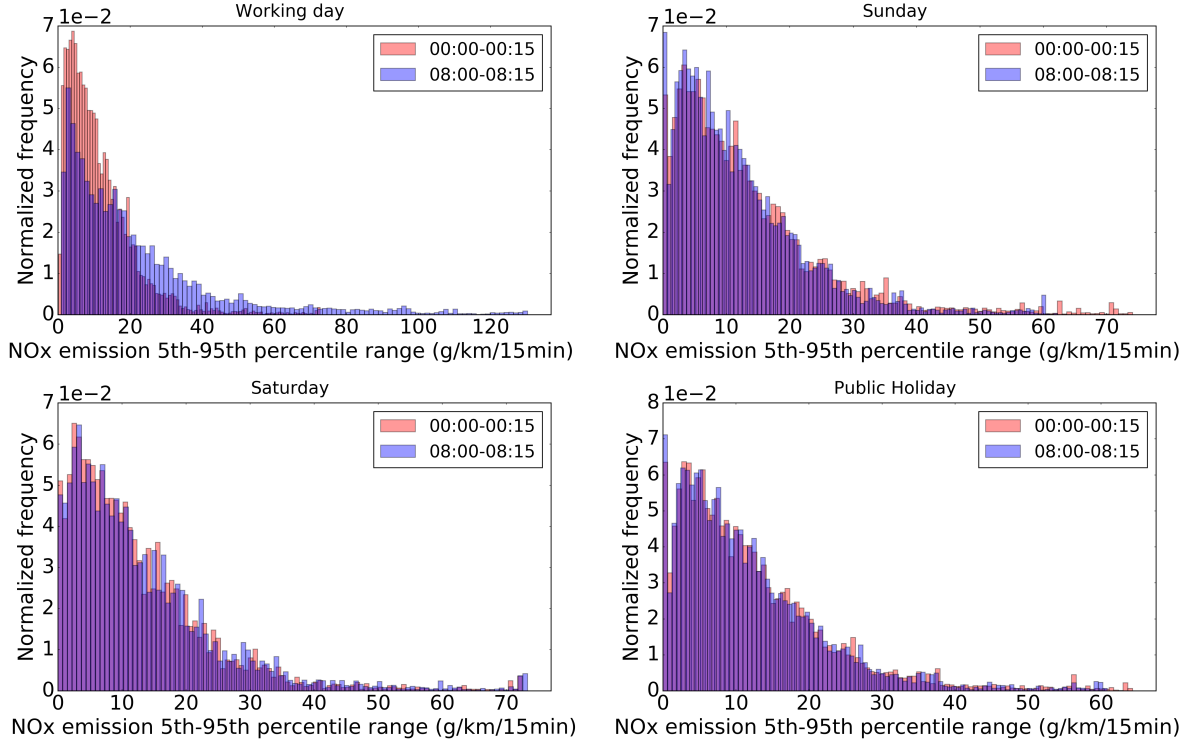 Working day
7 1e−2
6
5
4
3
2
1
0
0 20 40 60 80 100 120
Normalized frequency
NOx emission 5th-95th percentile range (g/km/15min)
00:00-00:15
08:00-08:15
Sunday
7 1e−2
6
5
4
3
2
1
0
0 10 20 30 40 50 60 70
Normalized frequency
NOx emission 5th-95th percentile range (g/km/15min)
00:00-00:15
08:00-08:15
Saturday
7 1e−2
6
5
4
3
2
1
0
0 10 20 30 40 50 60 70
Normalized frequency
NOx emission 5th-95th percentile range (g/km/15min)
00:00-00:15
08:00-08:15
Public Holiday
8 1e−2
7
6
5
4
3
2
1
0
0 10 20 30 40 50 60
Normalized frequency
NOx emission 5th-95th percentile range (g/km/15min)
00:00-00:15
08:00-08:15